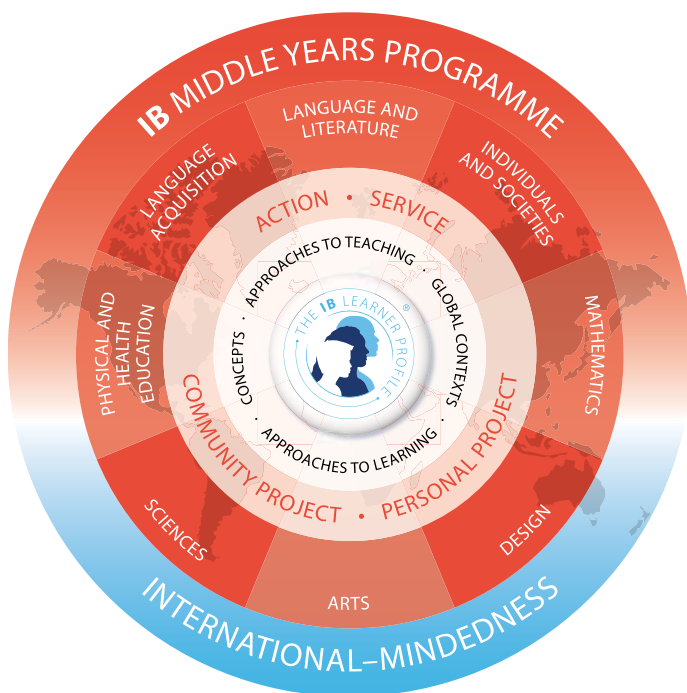 IB MIDDLE YEARS PROGRAMME
LANGUAGE AND
LITERATURE
INDIVIDUALS
AND SOCIETIES
MATHEMATICS
DESIGN
ARTS
SCIENCES
PHYSICAL AND
HEALTH
EDUCATION
LANGUAGE
ACQUISITION
ACTION • SERVICE
PERSONAL PROJECT
•
COMMUNITY PROJECT
APPROACHES TO TEACHING ·
GLOBAL CONTEXTS ·
APPROACHES TO LEARNING ·
CONCEPTS ·
• THE IB LEARNER PROFILE •
®
INTERNATIONAL–MINDEDNESS